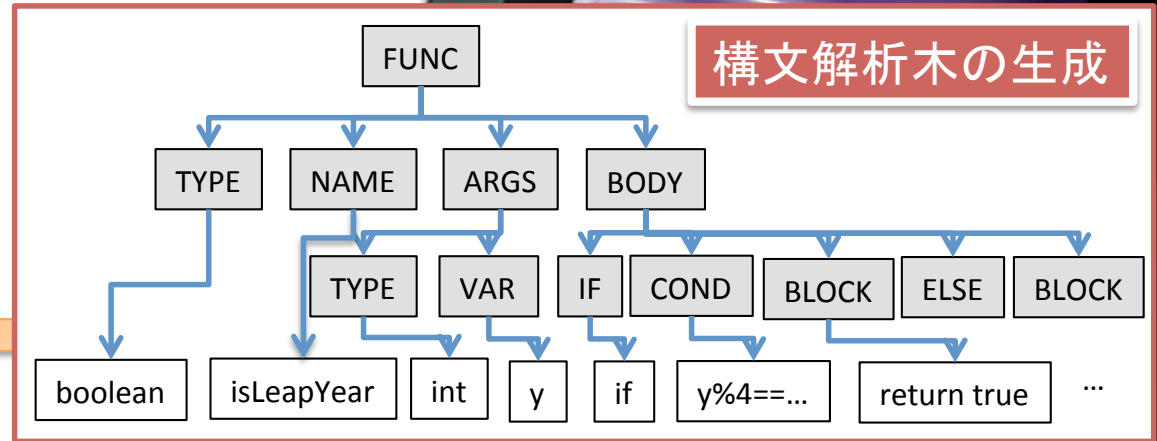 構文解析木の生成
FUNC
TYPE NAME ARGS BODY
TYPE VAR IF COND BLOCK ELSE BLOCK
boolean isLeapYear int y if y%4==… return true …